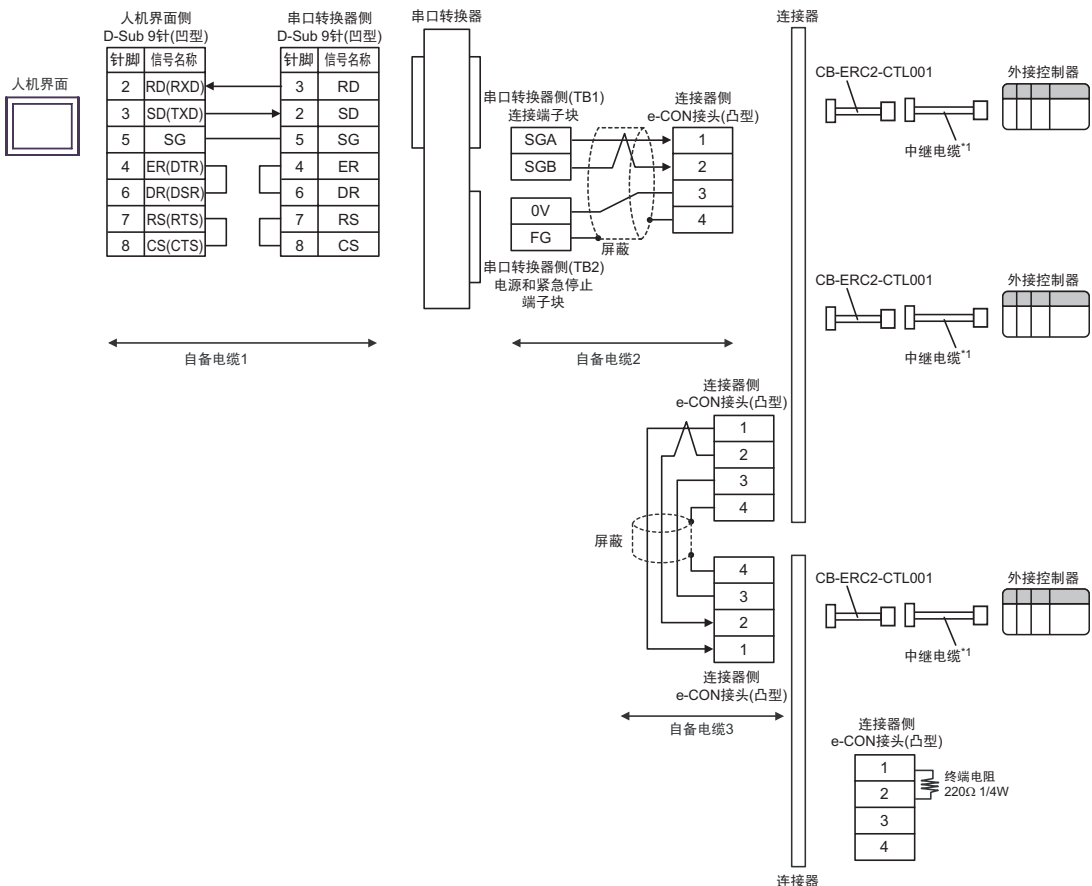 人机界面
人机界面侧
D-Sub 9针(凹型)
针脚 信号名称
2 RD(RXD)
3 SD(TXD)
5 SG
4 ER(DTR)
6 DR(DSR)
7 RS(RTS)
8 CS(CTS)
串口转换器侧
D-Sub 9针(凹型)
针脚 信号名称
3 RD
2 SD
5 SG
4 ER
6 DR
7 RS
8 CS
自备电缆1
串口转换器
串口转换器侧(TB1)
连接端子块
SGA
SGB
0V
FG
串口转换器侧(TB2)
电源和紧急停止
端子块
屏蔽
连接器侧
e-CON接头(凸型)
1
2
3
4
自备电缆2
连接器
CB-ERC2-CTL001
中继电缆*1
外接控制器
CB-ERC2-CTL001
中继电缆*1
外接控制器
连接器侧
e-CON接头(凸型)
1
2
3
4
屏蔽
4
3
2
1
连接器侧
e-CON接头(凸型)
自备电缆3
CB-ERC2-CTL001
中继电缆*1
外接控制器
连接器侧
e-CON接头(凸型)
1
2
3
4
终端电阻
220Ω 1/4W
连接器